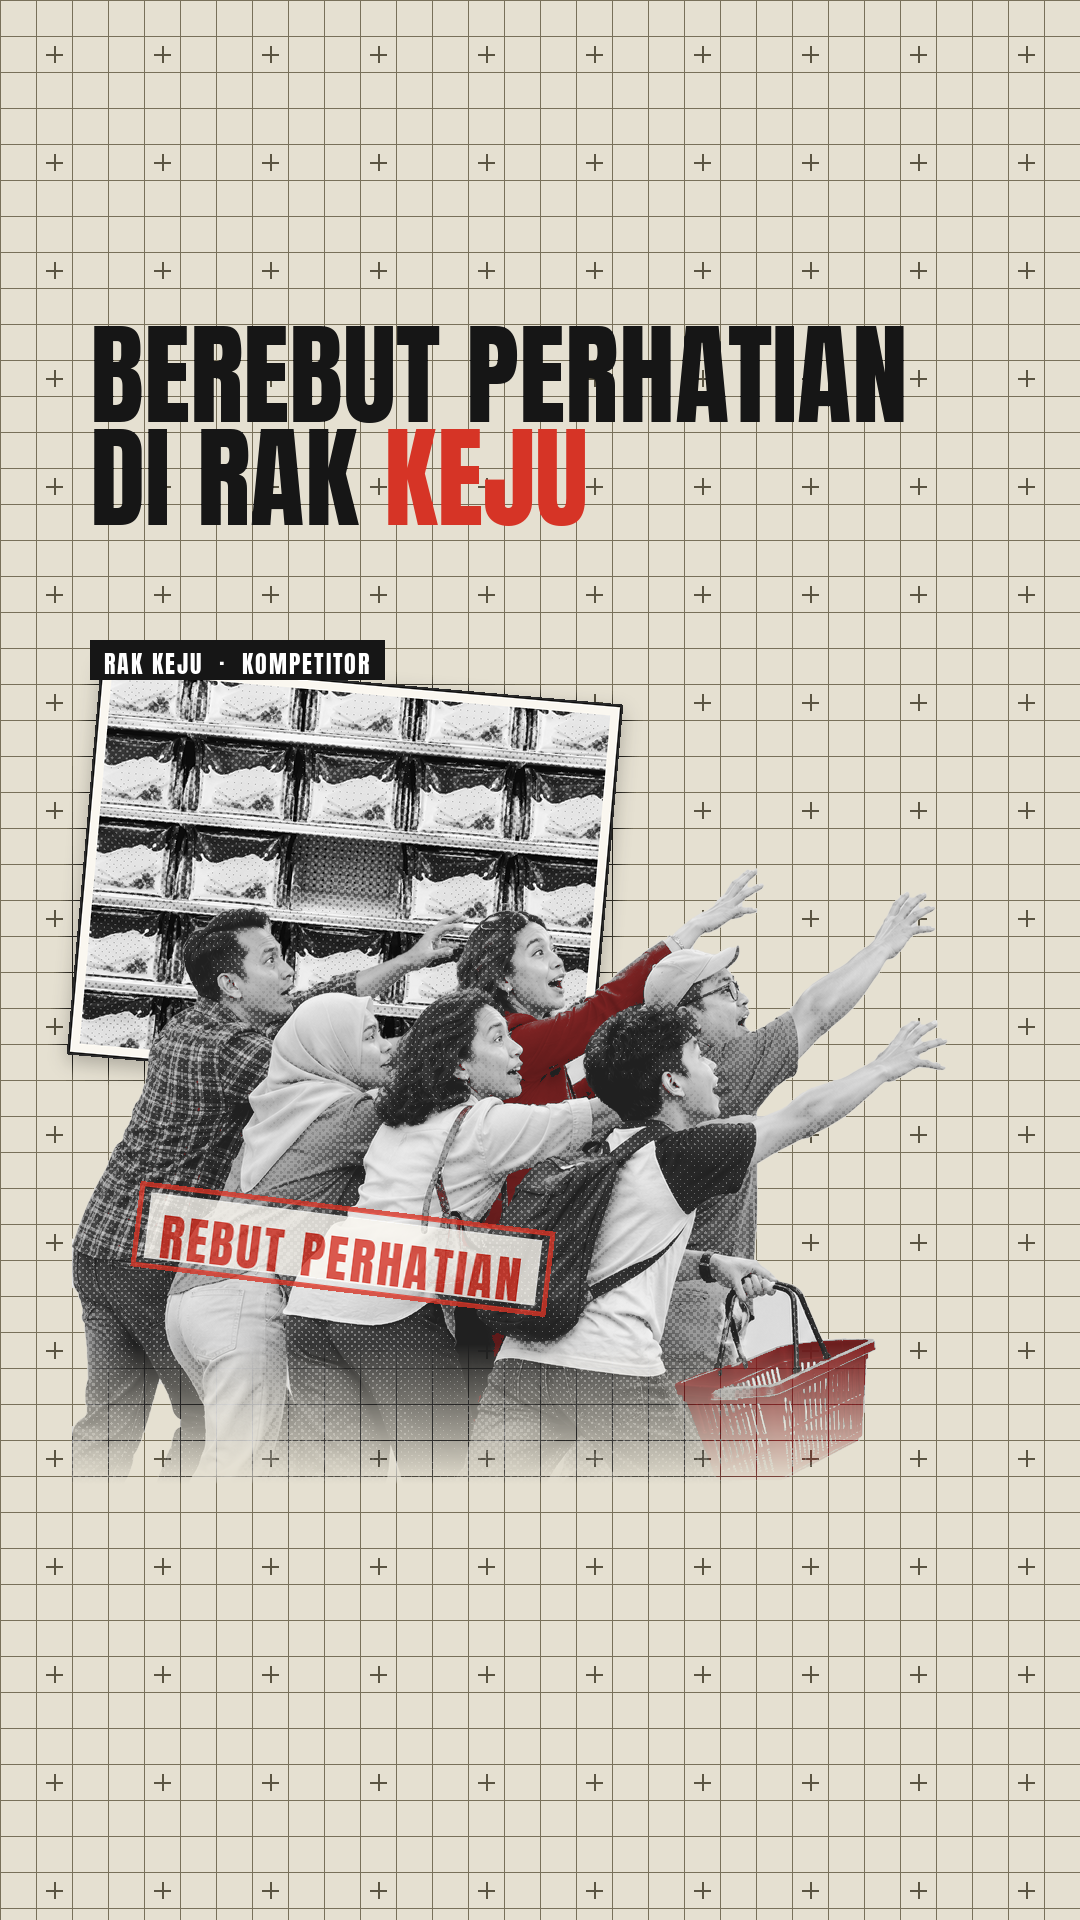 BEREBUT PERHATIAN
DI RAK KEJU
RAK KEJU · KOMPETITOR
REBUT PERHATIAN